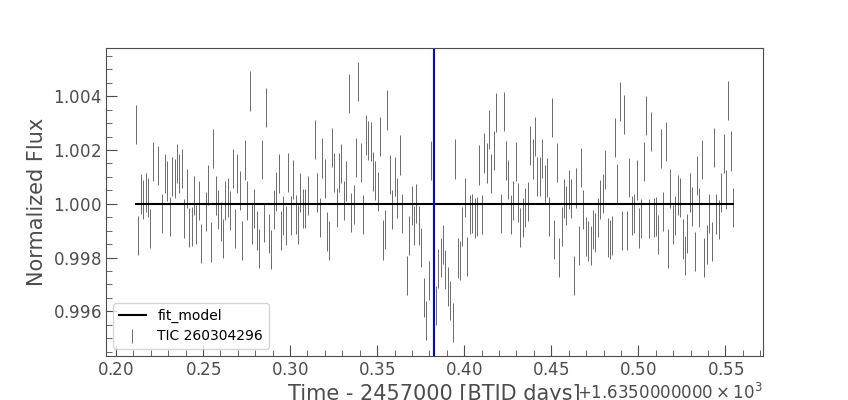 Normalized Flux
1.004
1.002
1.000
0.998
0.996
fit_model
TIC 260304296
0.20 0.25 0.30 0.35 0.40 0.45 0.50 0.55
Time - 2457000 [BTJD days]
+1.6350000000 × 10³